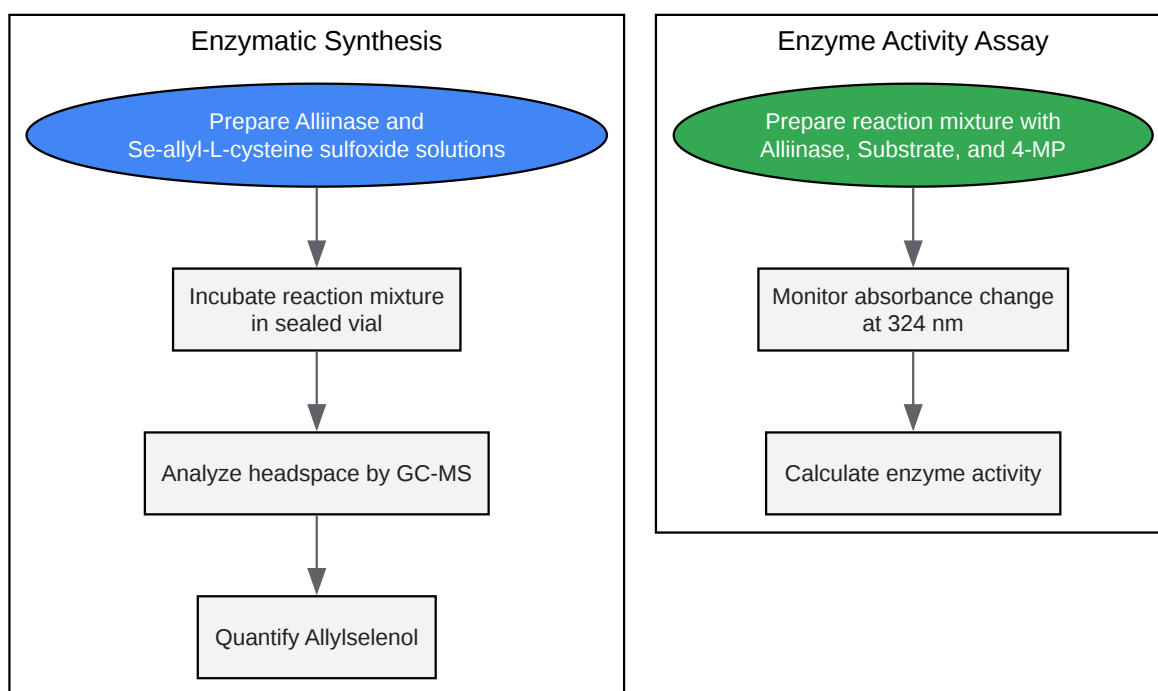 Enzymatic Synthesis
Prepare Alliinase and
Se-allyl-L-cysteine sulfoxide solutions
Incubate reaction mixture
in sealed vial
Analyze headspace by GC-MS
Quantify Allylselenol
Enzyme Activity Assay
Prepare reaction mixture with
Alliinase, Substrate, and 4-MP
Monitor absorbance change
at 324 nm
Calculate enzyme activity